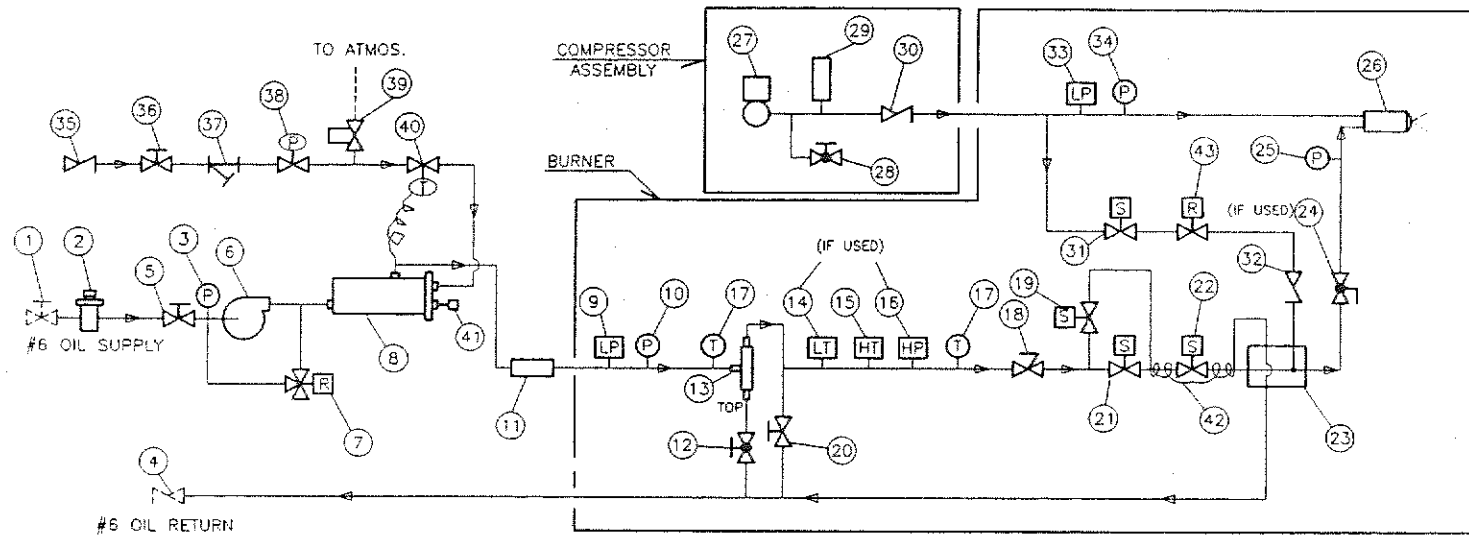 TO ATMOS.
COMPRESSOR
ASSEMBLY
27
29
30
33
34
LP
P
26
35
36
37
38
P
39
40
T
28
25
P
43
BURNER
S
R
(IF USED)
24
31
32
1
2
3
P
5
6
8
41
#6 OIL SUPPLY
R
7
9
LP
10
P
17
T
(IF USED)
14
LT
15
HT
16
HP
17
T
18
19
S
S
22
S
13
TOP
11
12
20
21
42
23
4
#6 OIL RETURN